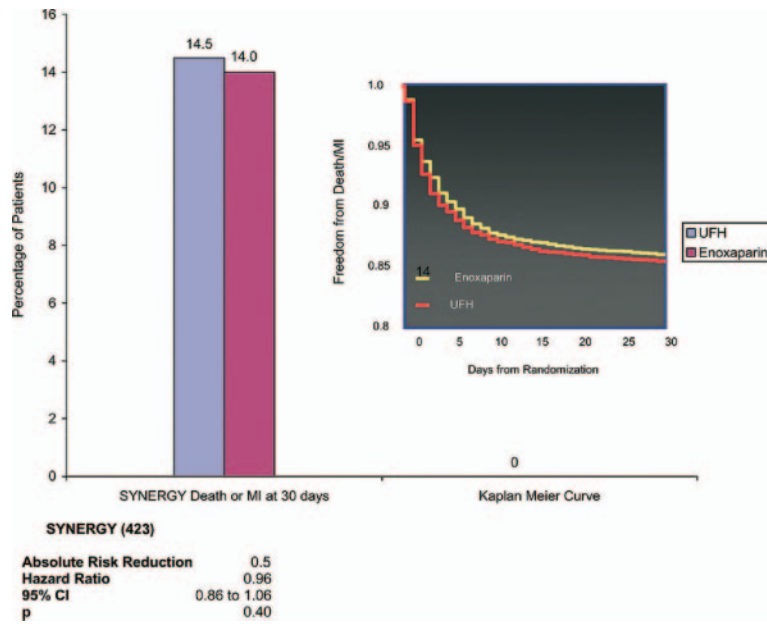 16
14
12
10
8
6
4
2
0
Percentage of Patients
14.5
14.0
0
SYNERGY Death or MI at 30 days
Kaplan Meier Curve
1.0
0.95
0.9
0.85
0.8
Freedom from Death/MI
14
Enoxaparin
UFH
0 5 10 15 20 25 30
Days from Randomization
UFH
Enoxaparin
SYNERGY (423)
Absolute Risk Reduction 0.5
Hazard Ratio 0.96
95% CI 0.86 to 1.06
p 0.40